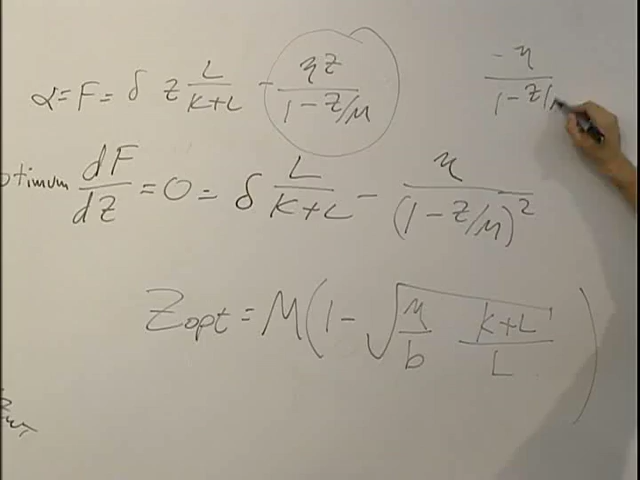 α = F = δ z L/(K+L) - ηz/(1 - z/M)
-η/(1 - z/
optimum dF/dz = 0 = δ L/(K+L) - η/(1 - z/M)²
Zopt = M(1 - √(η/b (K+L)/L))